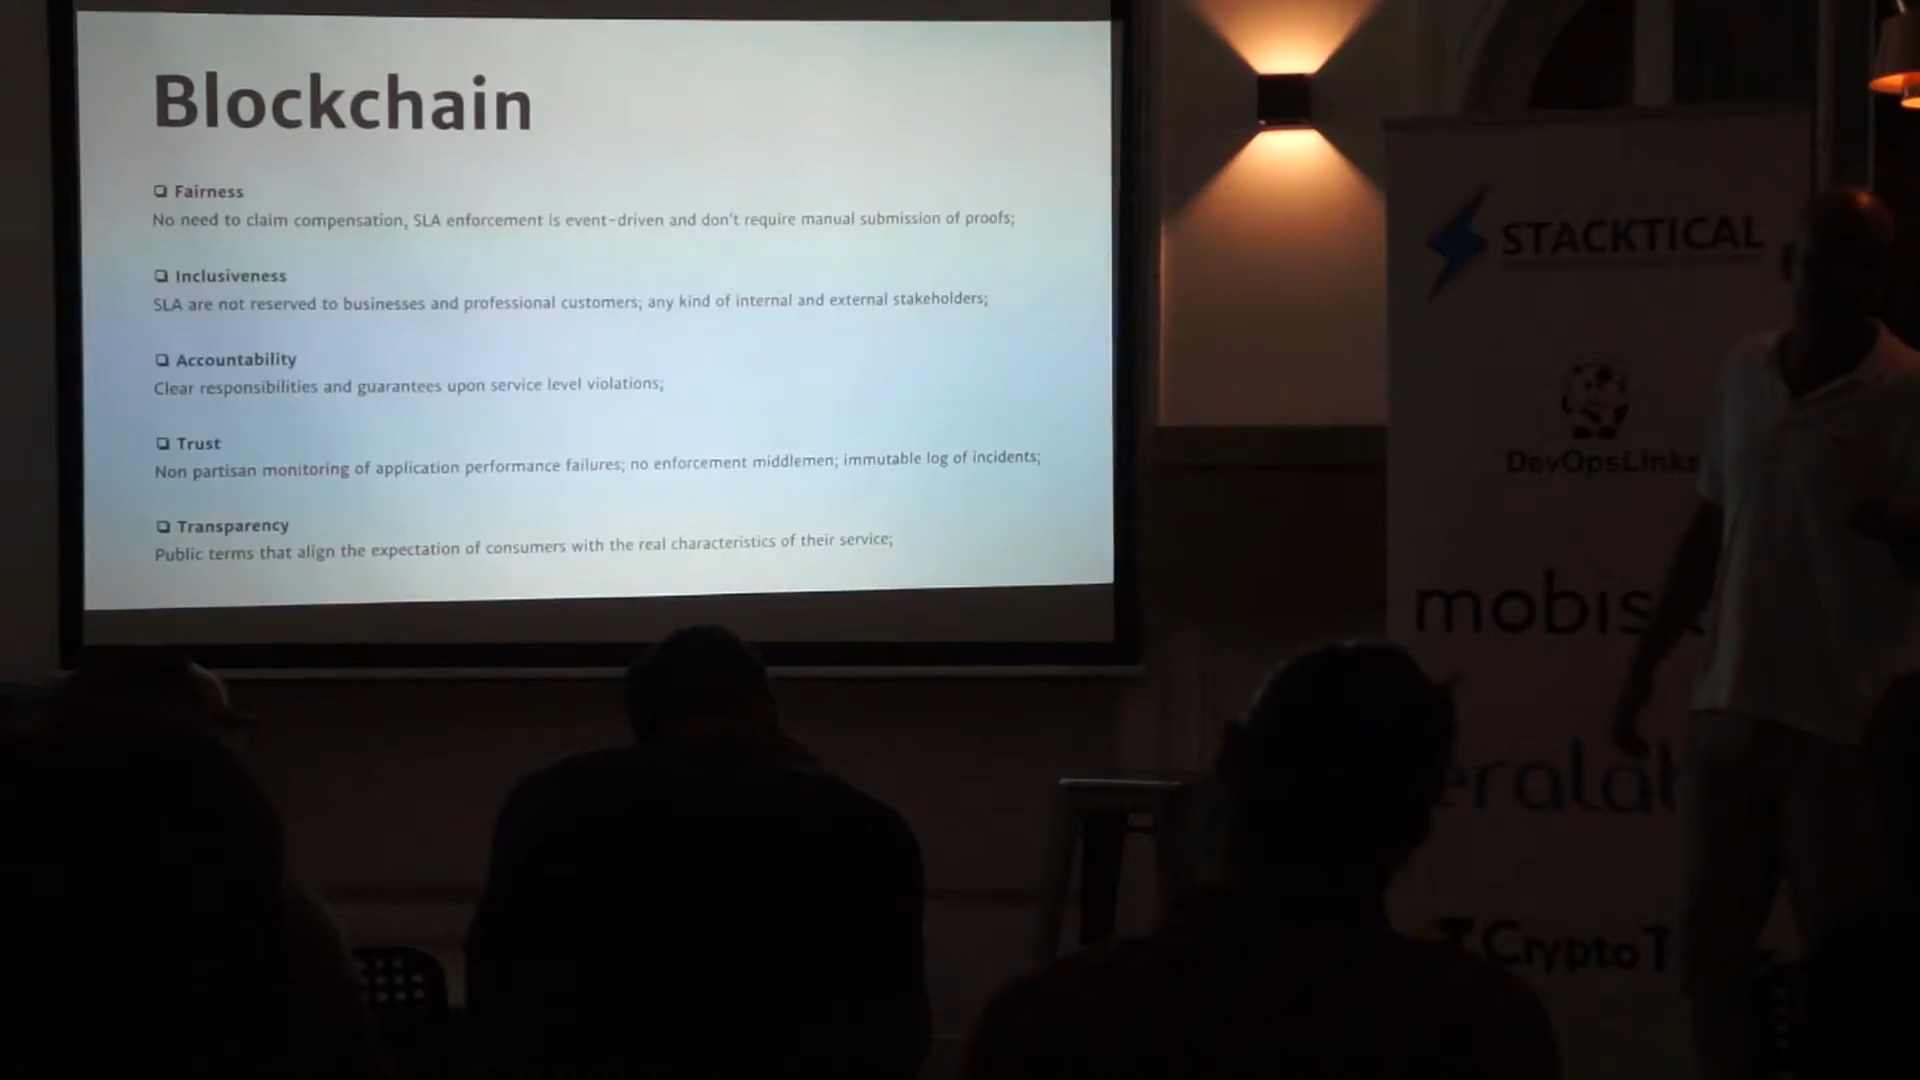 Blockchain
❏ Fairness
No need to claim compensation, SLA enforcement is event-driven and don't require manual submission of proofs;
❏ Inclusiveness
SLA are not reserved to businesses and professional customers; any kind of internal and external stakeholders;
❏ Accountability
Clear responsibilities and guarantees upon service level violations;
❏ Trust
Non partisan monitoring of application performance failures; no enforcement middlemen; immutable log of incidents;
❏ Transparency
Public terms that align the expectation of consumers with the real characteristics of their service;
STACKTICAL
DevOpsLinks